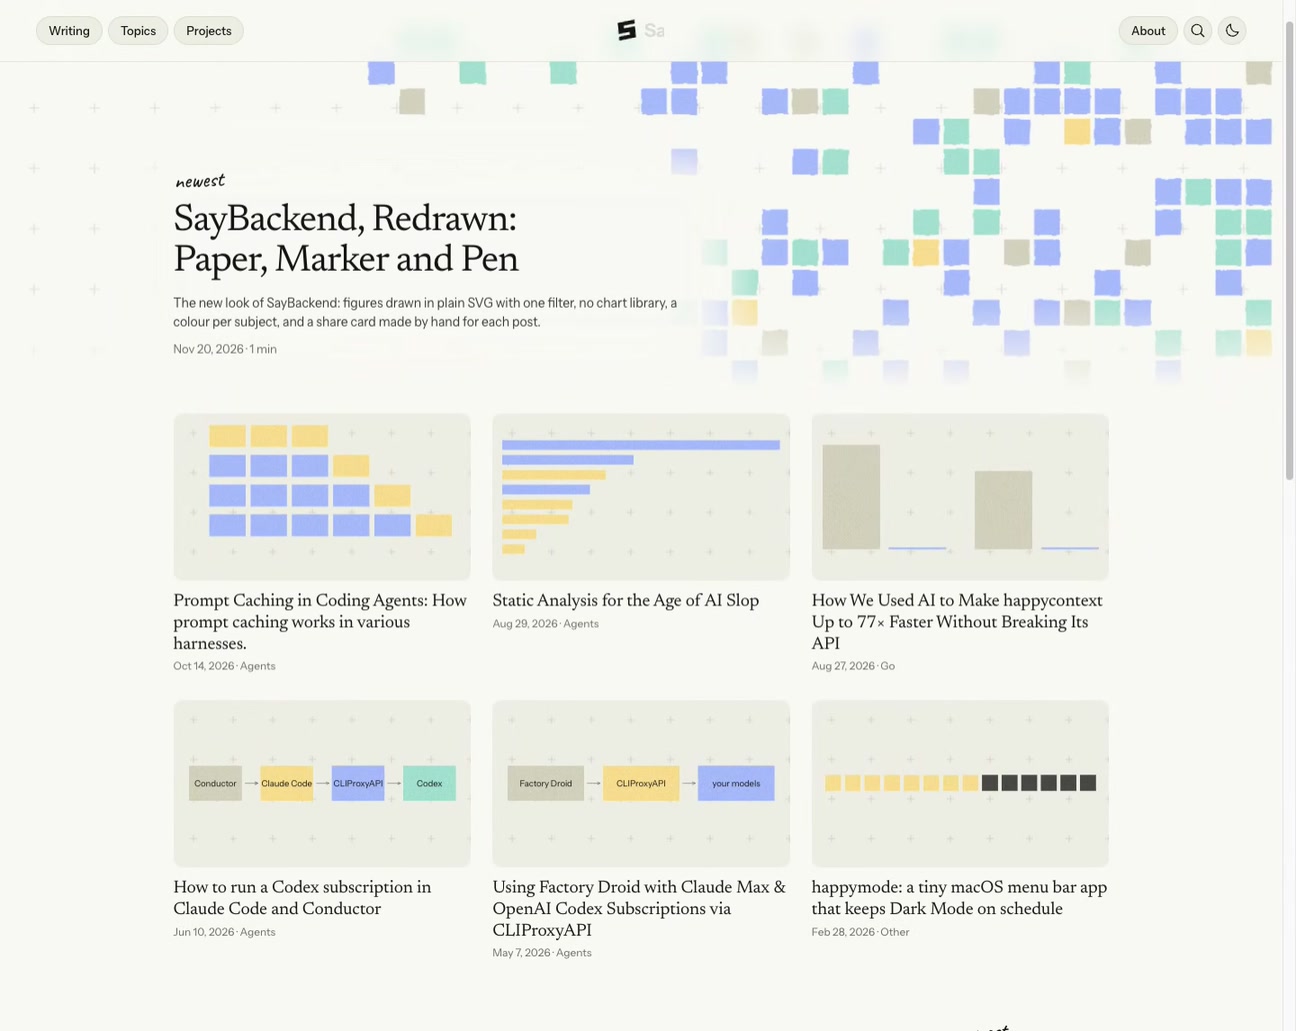 Writing
Topics
Projects
Sa
About
newest
SayBackend, Redrawn:
Paper, Marker and Pen
The new look of SayBackend: figures drawn in plain SVG with one filter, no chart library, a
colour per subject, and a share card made by hand for each post.
Nov 20, 2026 · 1 min
Prompt Caching in Coding Agents: How
prompt caching works in various
harnesses.
Oct 14, 2026 · Agents
Static Analysis for the Age of AI Slop
Aug 29, 2026 · Agents
How We Used AI to Make happycontext
Up to 77× Faster Without Breaking Its
API
Aug 27, 2026 · Go
Conductor
Claude Code
CLIProxyAPI
Codex
How to run a Codex subscription in
Claude Code and Conductor
Jun 10, 2026 · Agents
Factory Droid
CLIProxyAPI
your models
Using Factory Droid with Claude Max &
OpenAI Codex Subscriptions via
CLIProxyAPI
May 7, 2026 · Agents
happymode: a tiny macOS menu bar app
that keeps Dark Mode on schedule
Feb 28, 2026 · Other